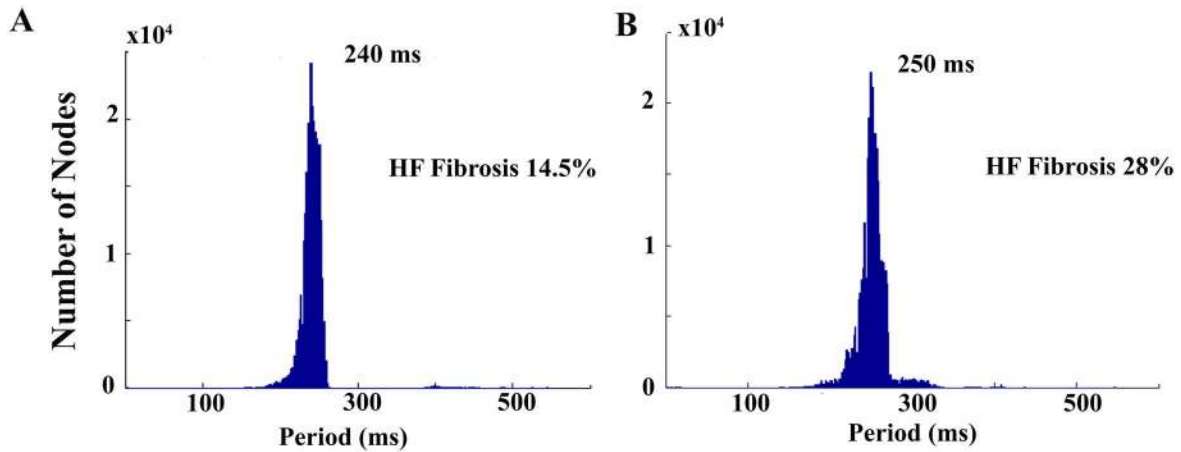 A
x10⁴
240 ms
2
HF Fibrosis 14.5%
1
0
100 300 500
Number of Nodes
Period (ms)
B
x10⁴
250 ms
2
HF Fibrosis 28%
1
0
100 300 500
Period (ms)